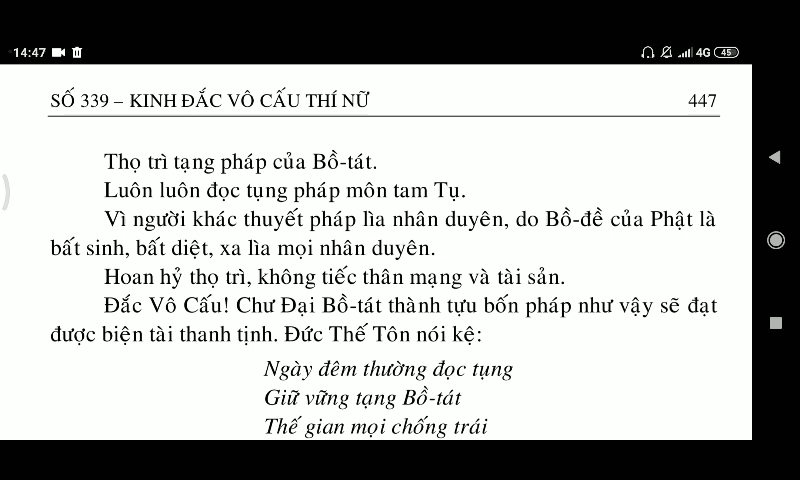 14:47 4G 45
SỐ 339 – KINH ĐẮC VÔ CẤU THÍ NỮ 447
Thọ trì tạng pháp của Bồ-tát.
Luôn luôn đọc tụng pháp môn tam Tụ.
Vì người khác thuyết pháp lìa nhân duyên, do Bồ-đề của Phật là
bất sinh, bất diệt, xa lìa mọi nhân duyên.
Hoan hỷ thọ trì, không tiếc thân mạng và tài sản.
Đắc Vô Cấu! Chư Đại Bồ-tát thành tựu bốn pháp như vậy sẽ đạt
được biện tài thanh tịnh. Đức Thế Tôn nói kệ:
Ngày đêm thường đọc tụng
Giữ vững tạng Bồ-tát
Thế gian mọi chống trái